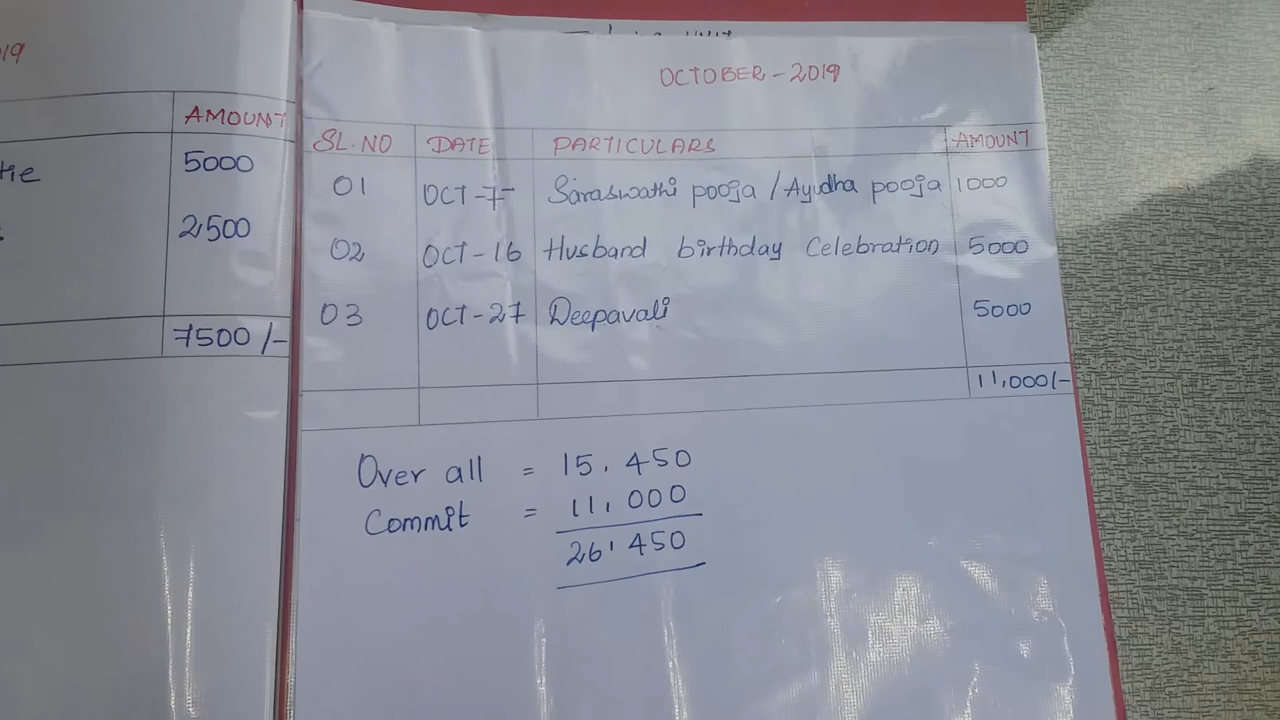 19
AMOUNT
5000
2,500
7500/-
OCTOBER - 2019
SL.NO DATE PARTICULARS AMOUNT
01 OCT-7 Saraswathi pooja / Ayudha pooja 1000
02 OCT-16 Husband birthday Celebration 5000
03 OCT-27 Deepavali 5000
11,000/-
Over all = 15,450
Commit = 11,000
26,450